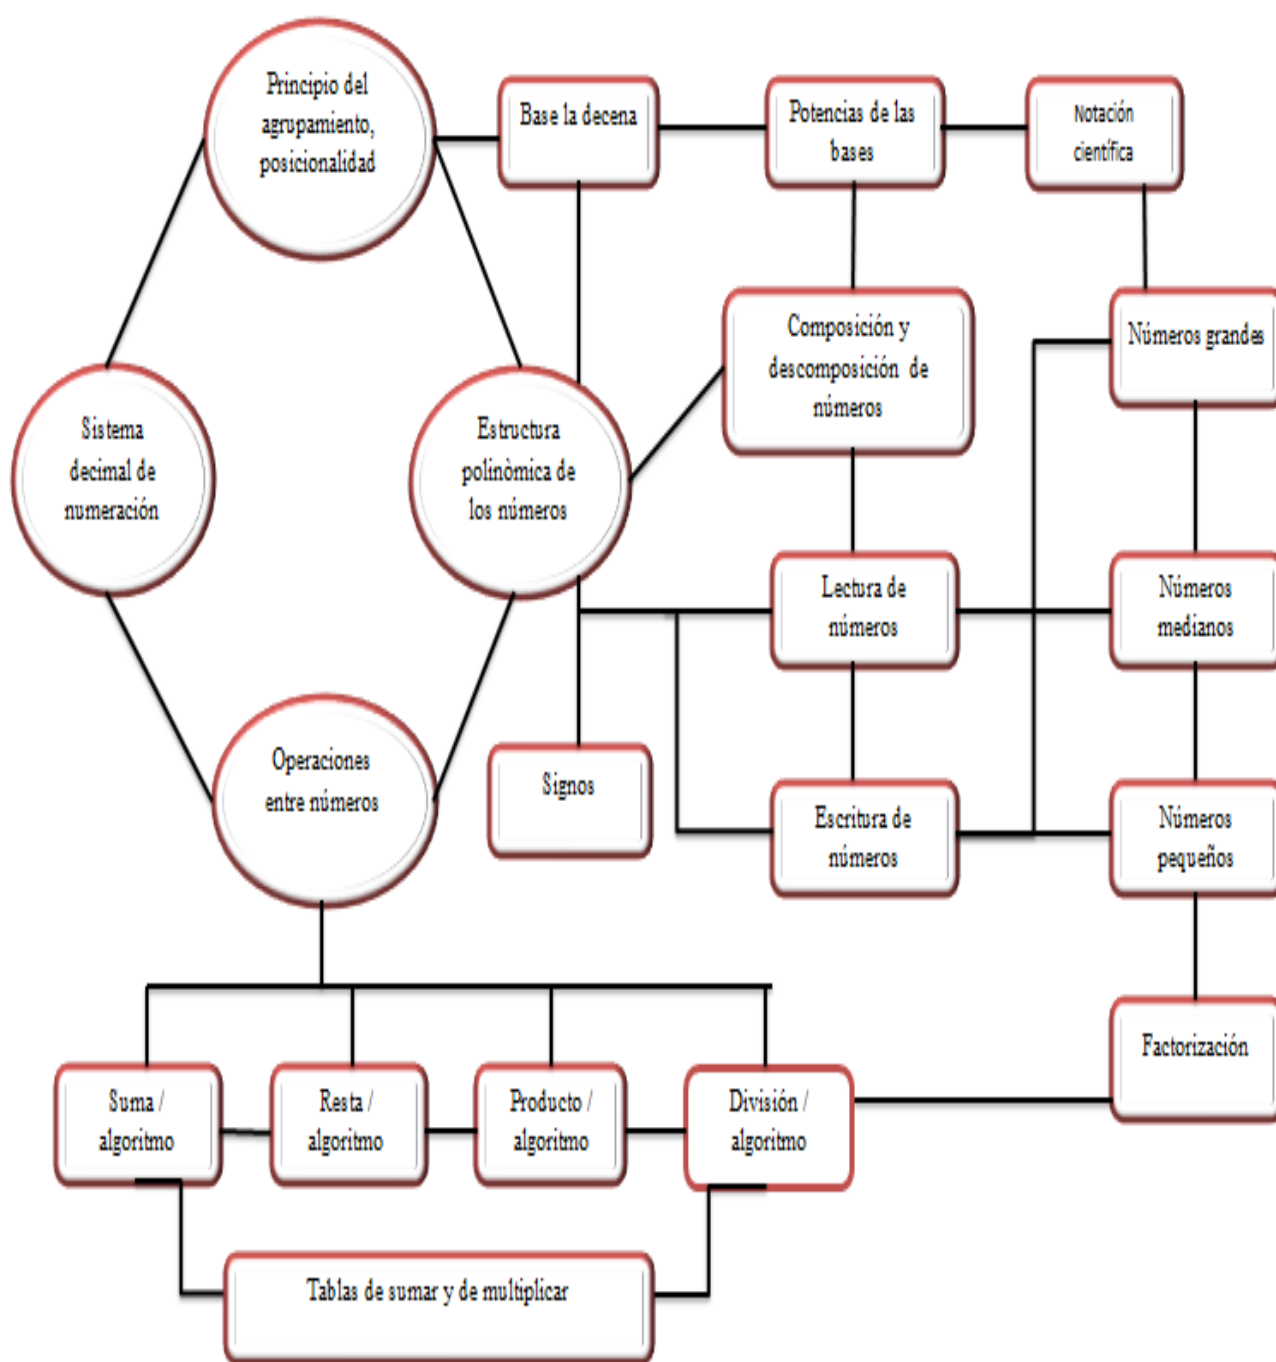 Principio del
agrupamiento,
posicionalidad
Base la decena
Potencias de las
bases
Notación
científica
Composición y
descomposición de
números
Números grandes
Sistema
decimal de
numeración
Estructura
polinòmica de
los números
Lectura de
números
Números
medianos
Operaciones
entre números
Signos
Escritura de
números
Números
pequeños
Factorización
Suma /
algoritmo
Resta /
algoritmo
Producto /
algoritmo
División /
algoritmo
Tablas de sumar y de multiplicar